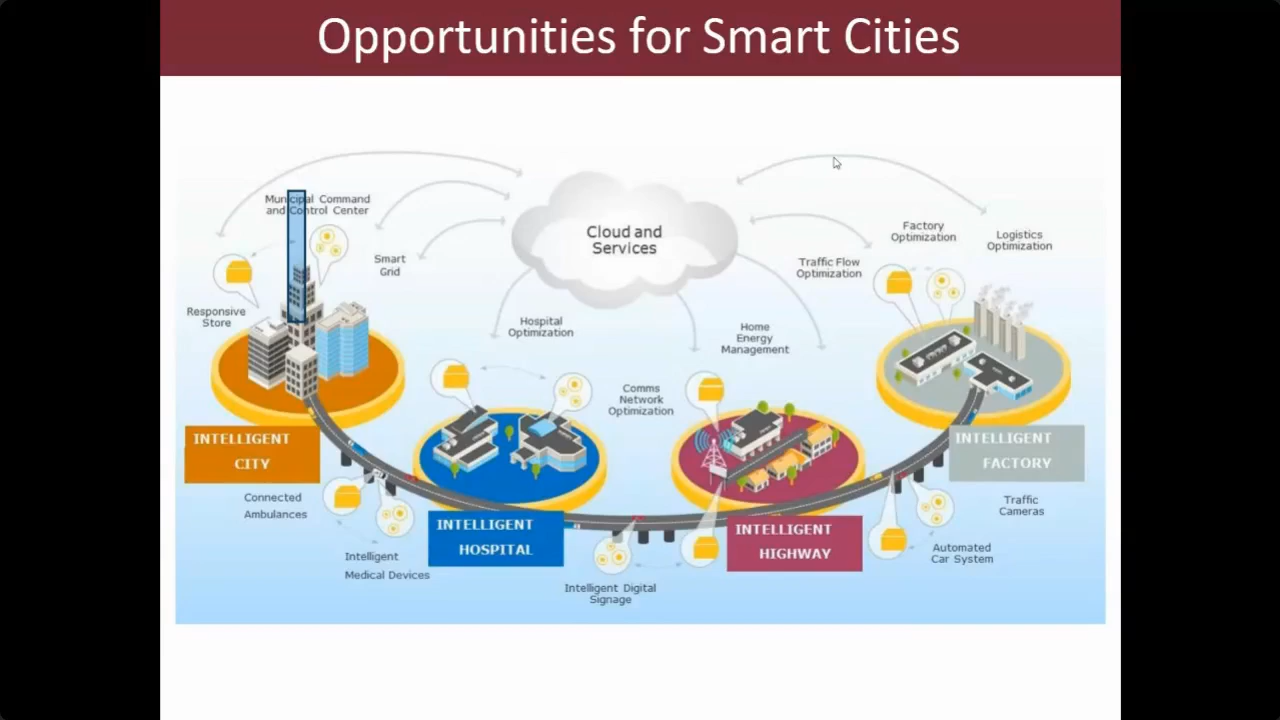 Opportunities for Smart Cities
Municipal Command
and Control Center
Smart
Grid
Responsive
Store
Cloud and
Services
Hospital
Optimization
Comms
Network
Optimization
Home
Energy
Management
Traffic Flow
Optimization
Factory
Optimization
Logistics
Optimization
INTELLIGENT
CITY
Connected
Ambulances
Intelligent
Medical Devices
INTELLIGENT
HOSPITAL
Intelligent Digital
Signage
INTELLIGENT
HIGHWAY
INTELLIGENT
FACTORY
Traffic
Cameras
Automated
Car System